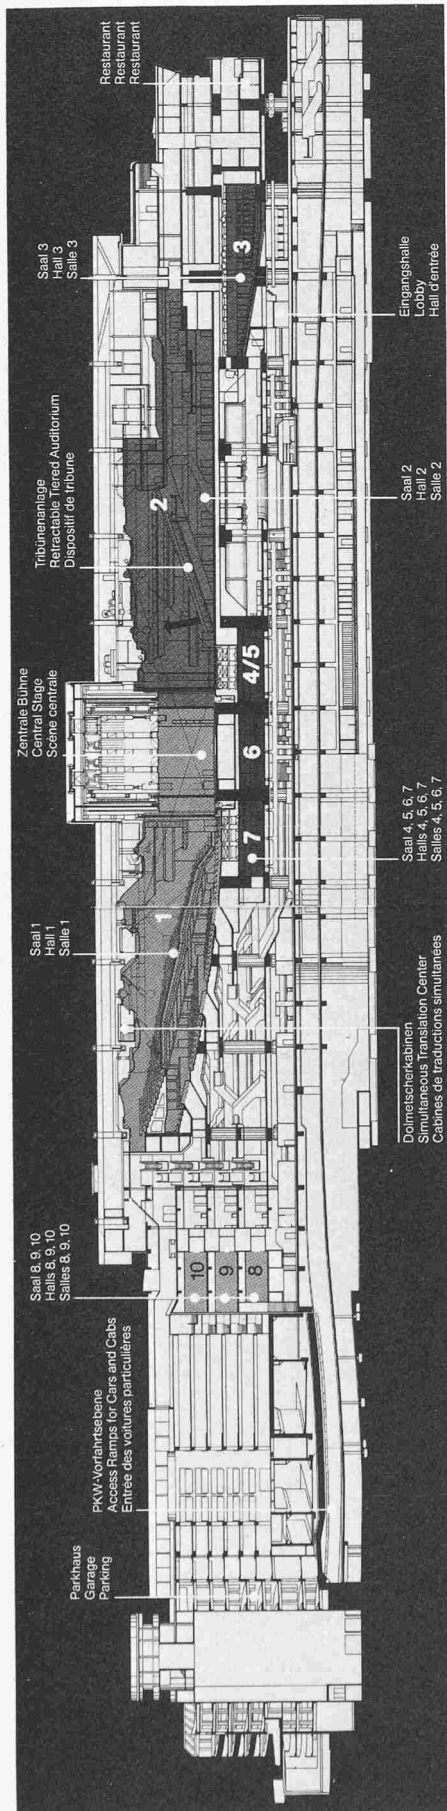 Parkhaus
Garage
Parking
PKW-Vorfahrtsebene
Access Ramps for Cars and Cabs
Entrée des voitures particulières
Saal 8, 9, 10
Halls 8, 9, 10
Salles 8, 9, 10
Saal 1
Hall 1
Salle 1
Zentrale Bühne
Central Stage
Scène centrale
Tribünenanlage
Retractable Tiered Auditorium
Dispositif de tribune
Saal 3
Hall 3
Salle 3
Restaurant
Restaurant
Restaurant
10
9
8
1
2
3
7
6
4/5
Dolmetscherkabinen
Simultaneous Translation Center
Cabines de traductions simultanées
Saal 4, 5, 6, 7
Halls 4, 5, 6, 7
Salles 4, 5, 6, 7
Saal 2
Hall 2
Salle 2
Eingangshalle
Lobby
Hall d'entrée